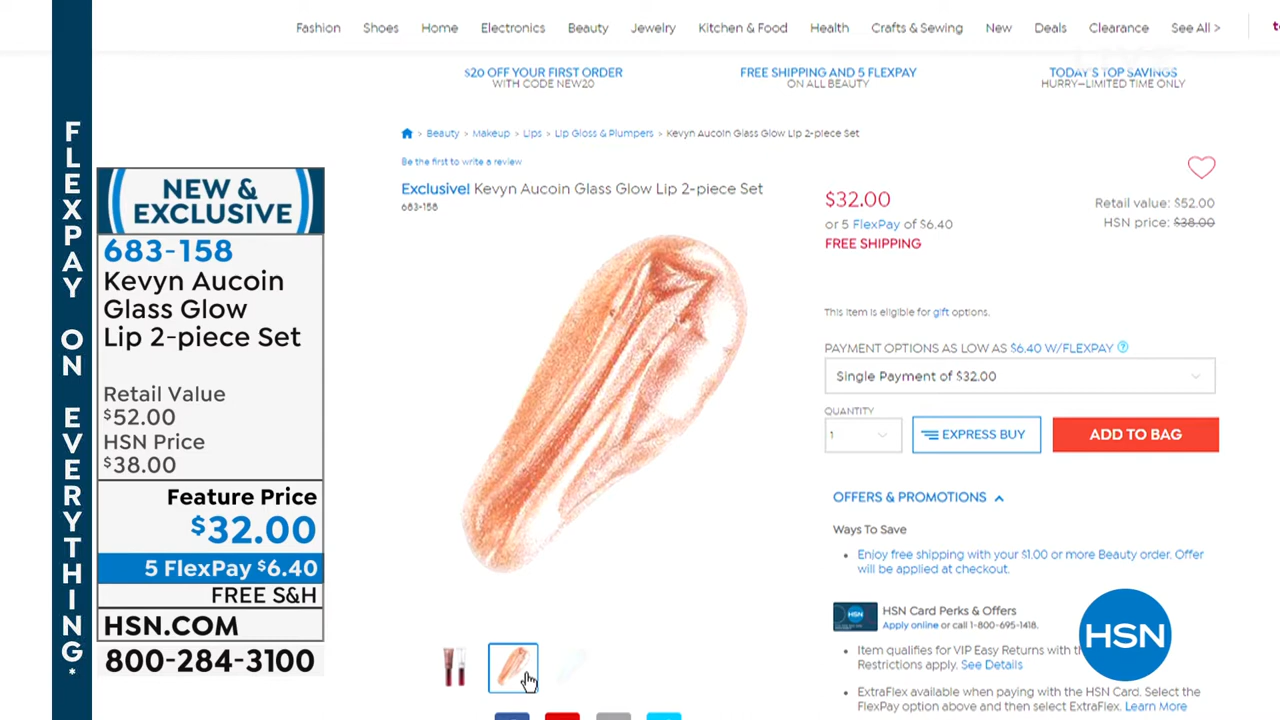 FLEXPAY ON EVERYTHING.*
NEW &
EXCLUSIVE
683-158
Kevyn Aucoin
Glass Glow
Lip 2-piece Set
Retail Value
$52.00
HSN Price
$38.00
Feature Price
$32.00
5 FlexPay $6.40
FREE S&H
HSN.COM
800-284-3100
Fashion Shoes Home Electronics Beauty Jewelry Kitchen & Food Health Crafts & Sewing New Deals Clearance See All >
$20 OFF YOUR FIRST ORDER
WITH CODE NEW20
FREE SHIPPING AND 5 FLEXPAY
ON ALL BEAUTY
TODAY'S TOP SAVINGS
HURRY—LIMITED TIME ONLY
> Beauty > Makeup > Lips > Lip Gloss & Plumpers > Kevyn Aucoin Glass Glow Lip 2-piece Set
Be the first to write a review
Exclusive! Kevyn Aucoin Glass Glow Lip 2-piece Set
683-158
$32.00
or 5 FlexPay of $6.40
FREE SHIPPING
Retail value: $52.00
HSN price: $38.00
This item is eligible for gift options.
PAYMENT OPTIONS AS LOW AS $6.40 W/FLEXPAY ?
Single Payment of $32.00
QUANTITY
1
EXPRESS BUY
ADD TO BAG
OFFERS & PROMOTIONS
Ways To Save
• Enjoy free shipping with your $1.00 or more Beauty order. Offer
will be applied at checkout.
HSN
HSN Card Perks & Offers
Apply online or call 1-800-695-1418.
• Item qualifies for VIP Easy Returns with
Restrictions apply. See Details
• ExtraFlex available when paying with the HSN Card. Select the
FlexPay option above and then select ExtraFlex. Learn More
HSN